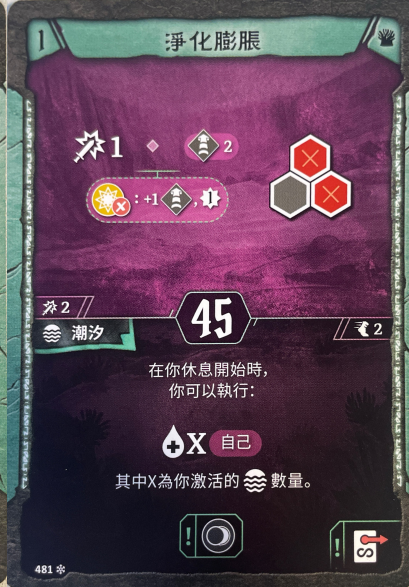 1 淨化膨脹
1 2
: +1 , 1
2
45
潮汐
2
在你休息開始時，
你可以執行：
X 自己
其中X為你激活的 數量。
!
! S
481